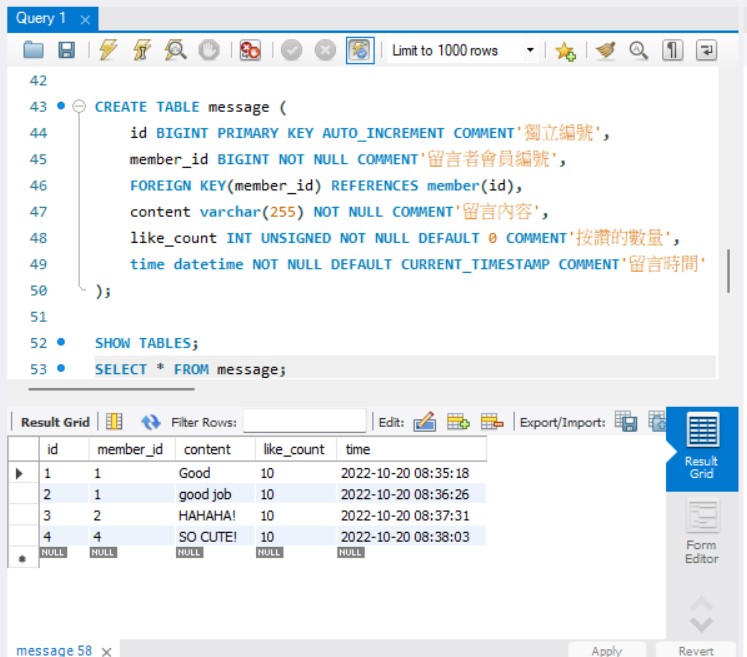 Query 1
Limit to 1000 rows
42
43 CREATE TABLE message (
44 id BIGINT PRIMARY KEY AUTO_INCREMENT COMMENT'獨立編號',
45 member_id BIGINT NOT NULL COMMENT'留言者會員編號',
46 FOREIGN KEY(member_id) REFERENCES member(id),
47 content varchar(255) NOT NULL COMMENT'留言內容',
48 like_count INT UNSIGNED NOT NULL DEFAULT 0 COMMENT'按讚的數量',
49 time datetime NOT NULL DEFAULT CURRENT_TIMESTAMP COMMENT'留言時間'
50 );
51
52 SHOW TABLES;
53 SELECT * FROM message;
Result Grid Filter Rows: Edit: Export/Import:
id member_id content like_count time
1 1 Good 10 2022-10-20 08:35:18
2 1 good job 10 2022-10-20 08:36:26
3 2 HAHAHA! 10 2022-10-20 08:37:31
4 4 SO CUTE! 10 2022-10-20 08:38:03
NULL NULL NULL NULL NULL
Result
Grid
Form
Editor
message 58 Apply Revert